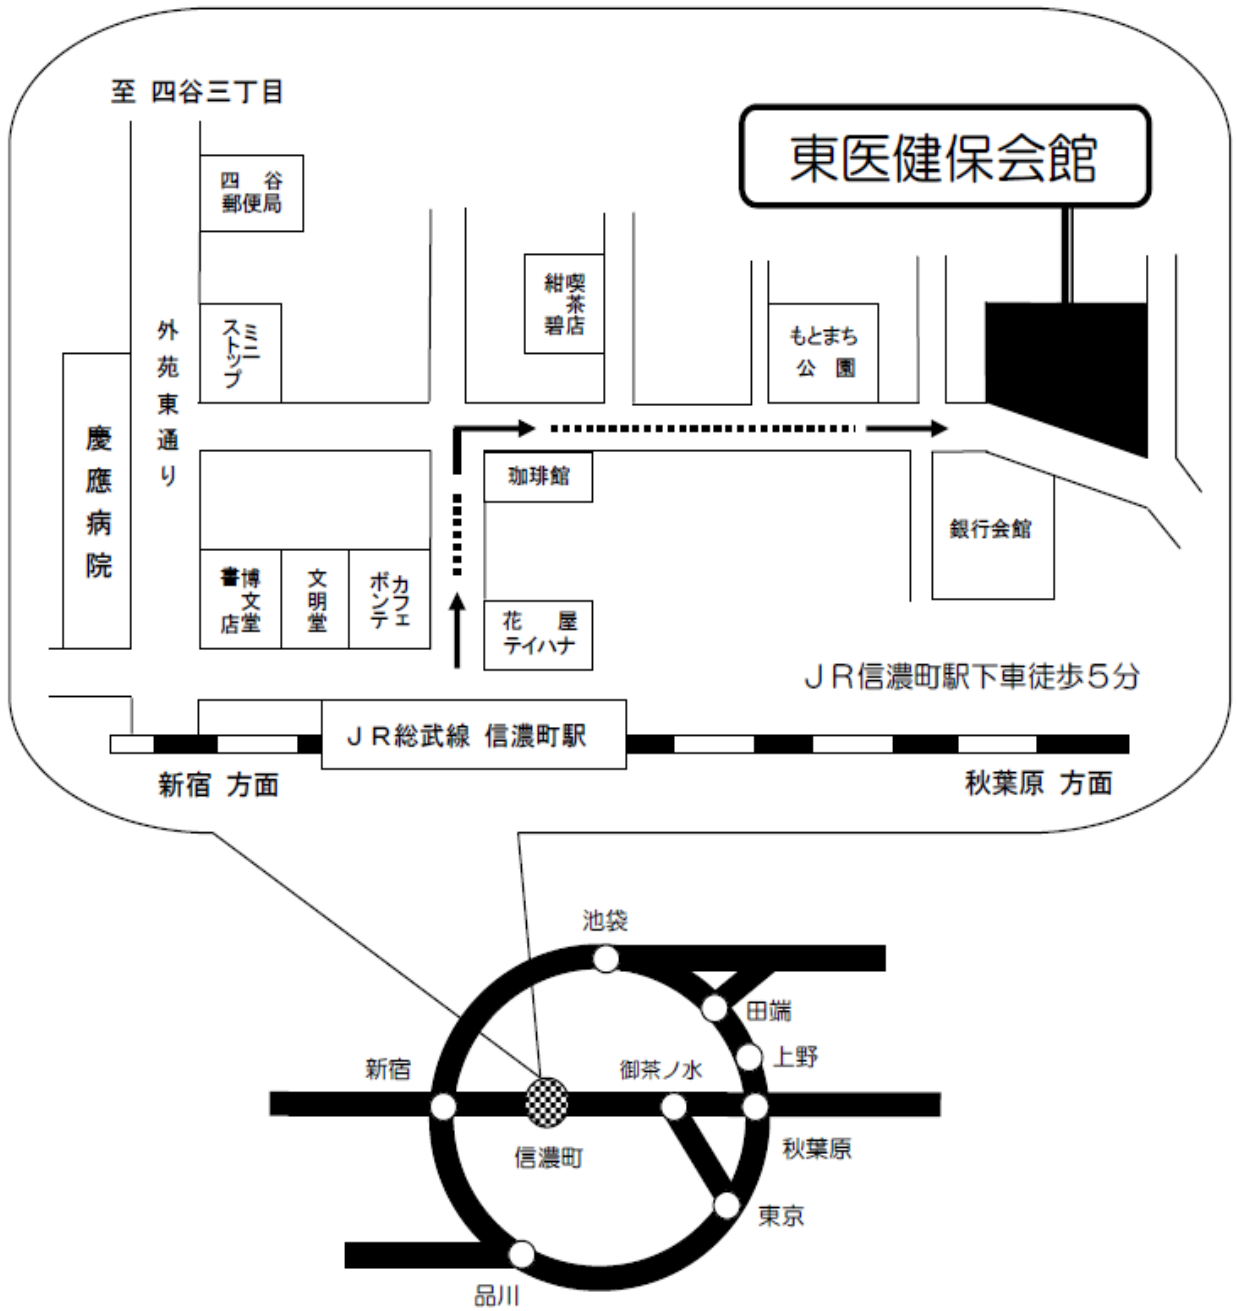 至 四谷三丁目
東医健保会館
四 谷
郵便局
喫茶店
紺 碧
ミニ
ストップ
もとまち
公 園
外苑東通り
慶應病院
珈琲館
銀行会館
博文堂
書店
文明堂
カフェ
ボンテ
花 屋
テイハナ
ＪＲ信濃町駅下車徒歩５分
ＪＲ総武線 信濃町駅
新宿 方面
秋葉原 方面
池袋
田端
上野
新宿
御茶ノ水
信濃町
秋葉原
東京
品川